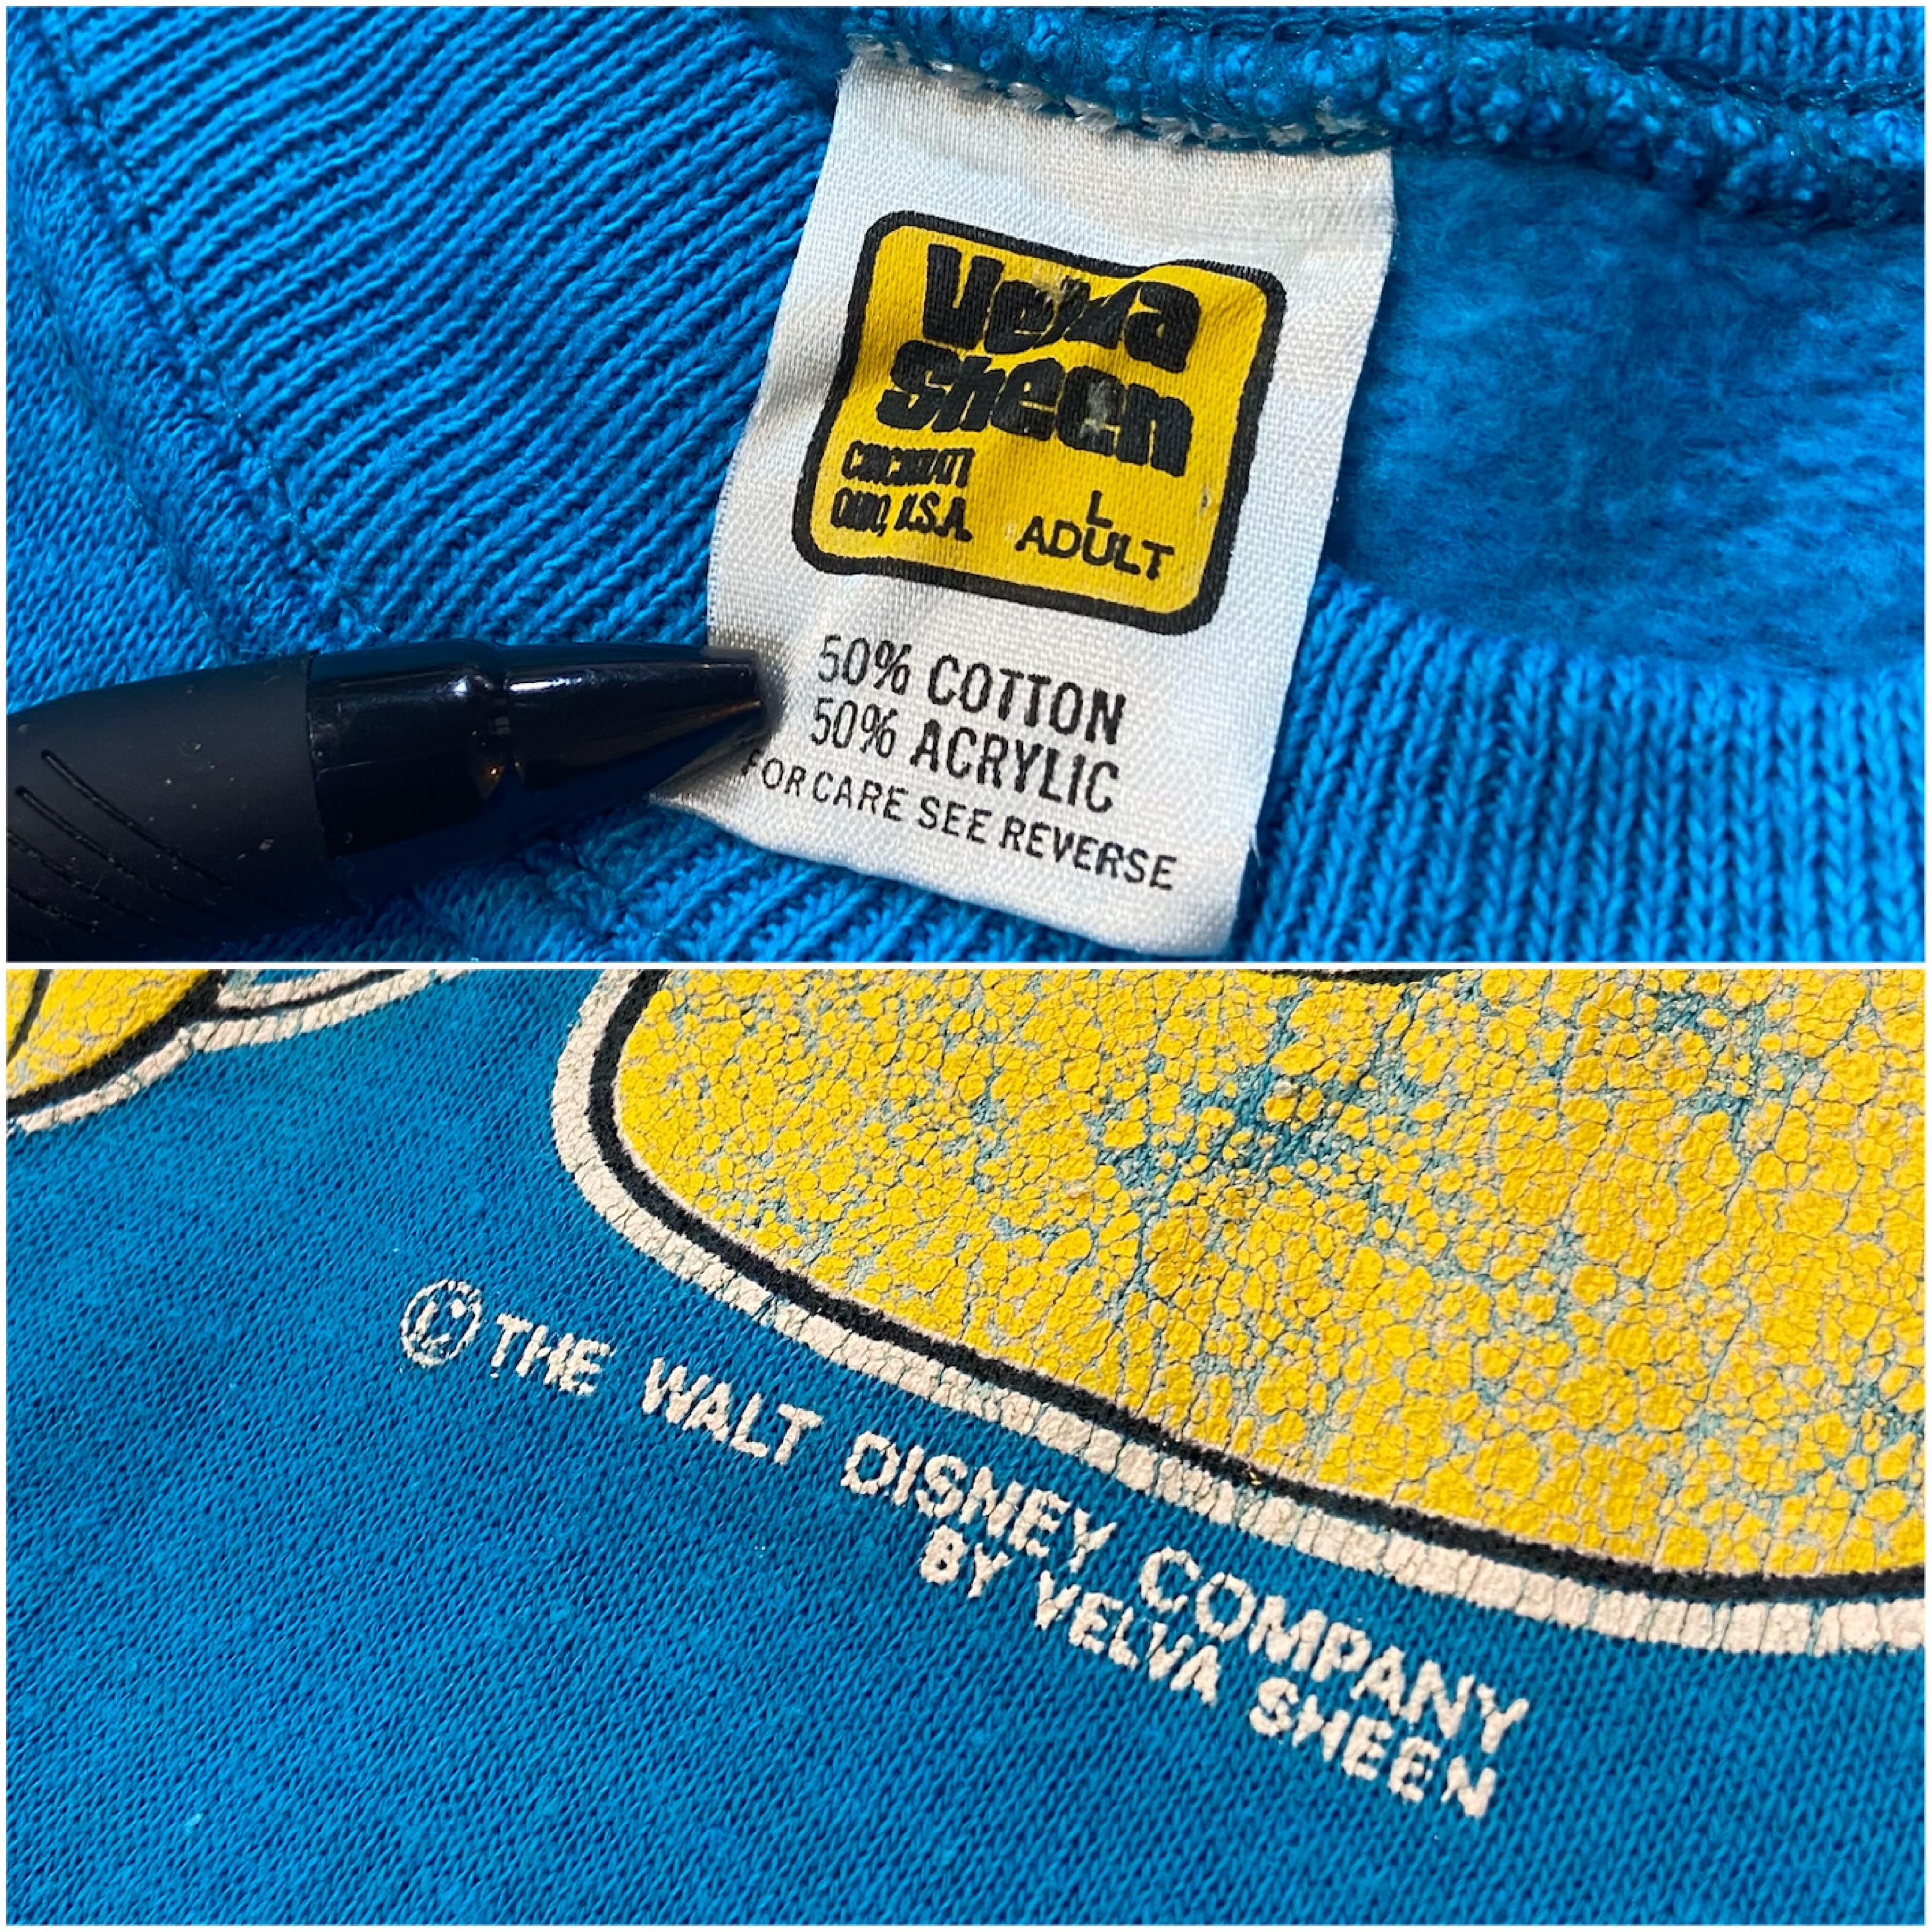 Velva
Sheen
CINCINNATI
OHIO, U.S.A.
L
ADULT
50% COTTON
50% ACRYLIC
FOR CARE SEE REVERSE
© THE WALT DISNEY COMPANY
BY VELVA SHEEN